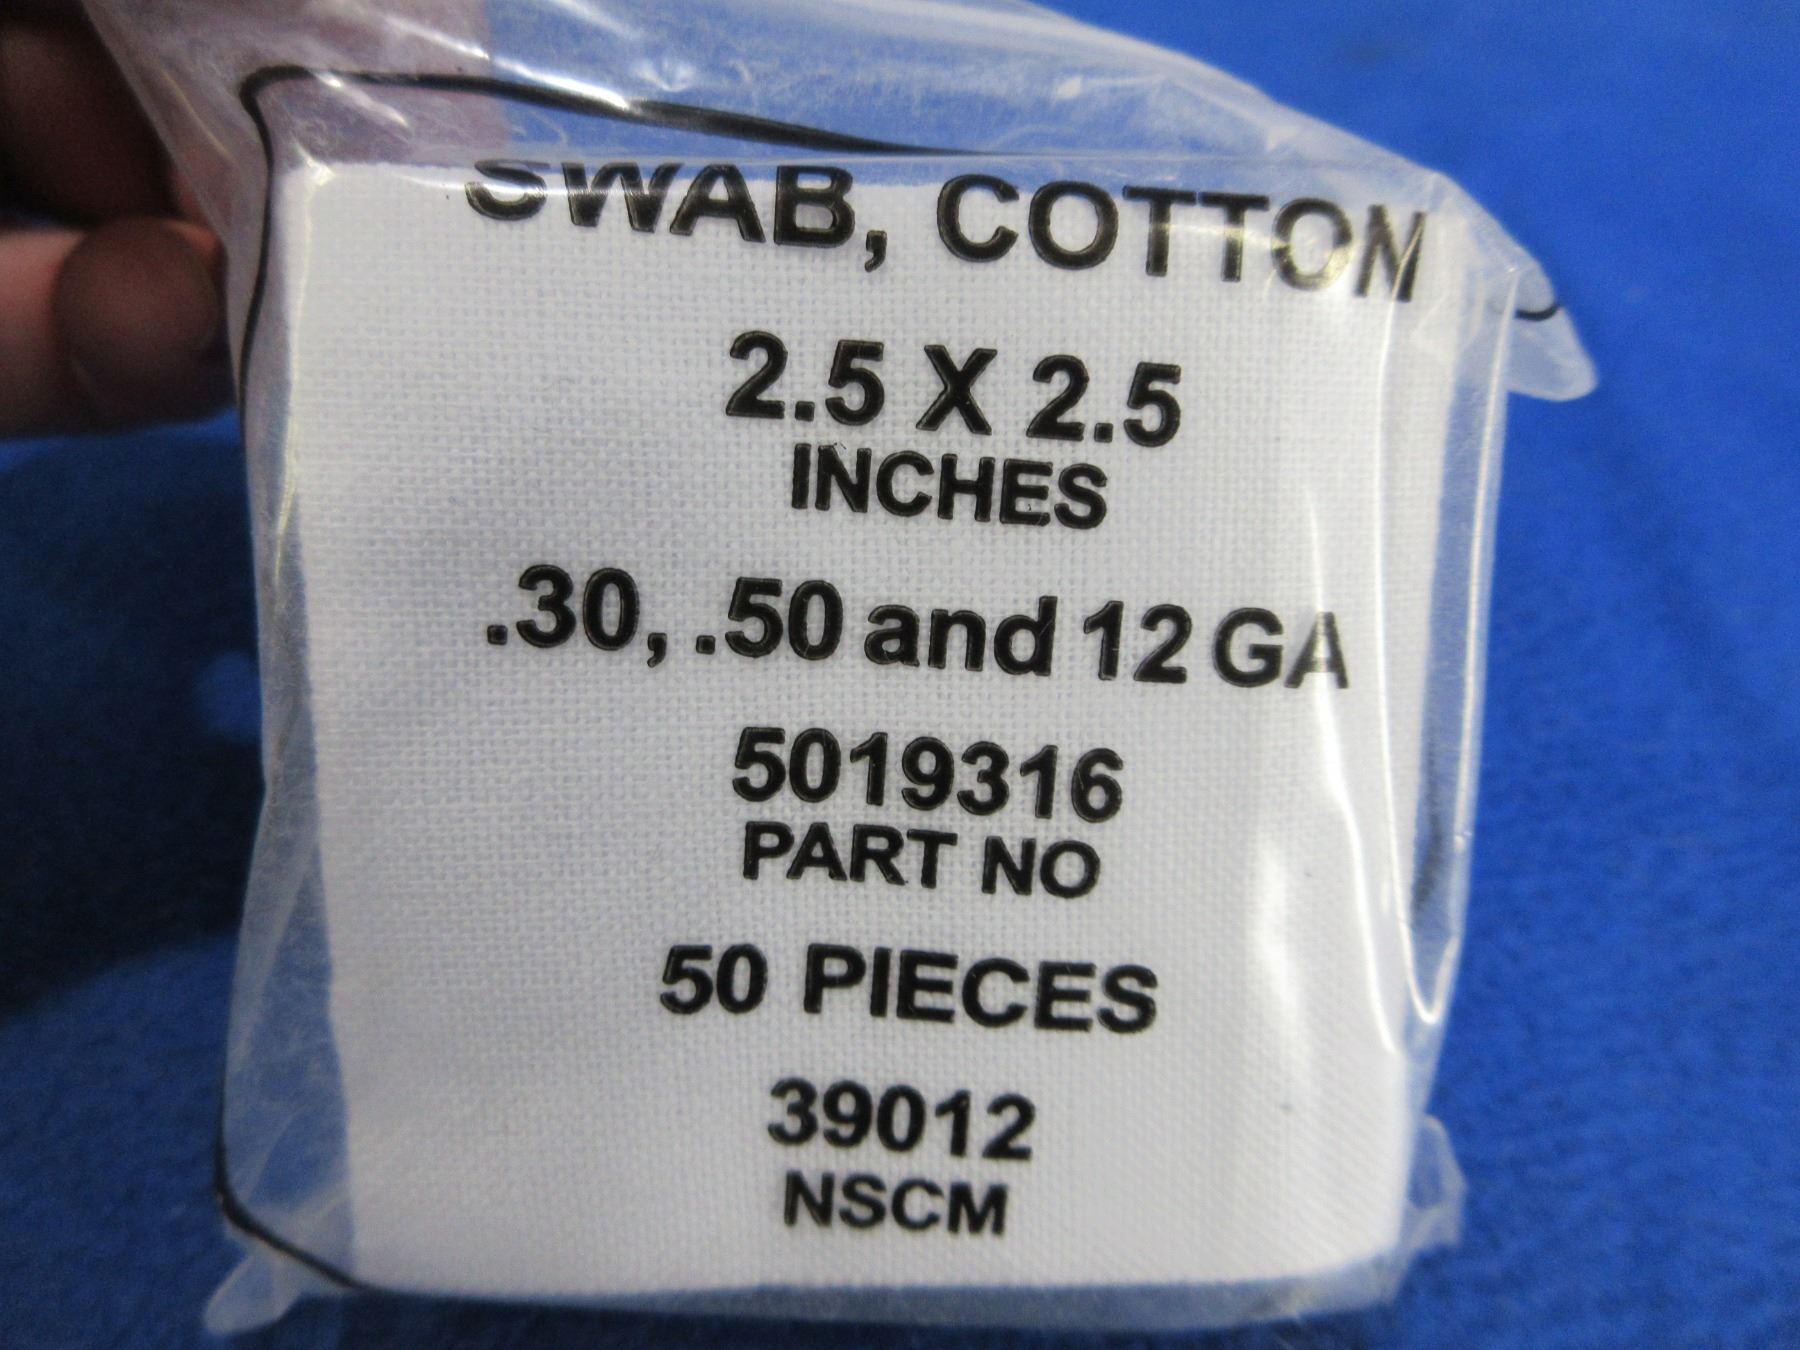 SWAB, COTTON
2.5 X 2.5
INCHES
.30, .50 and 12 GA
5019316
PART NO
50 PIECES
39012
NSCM